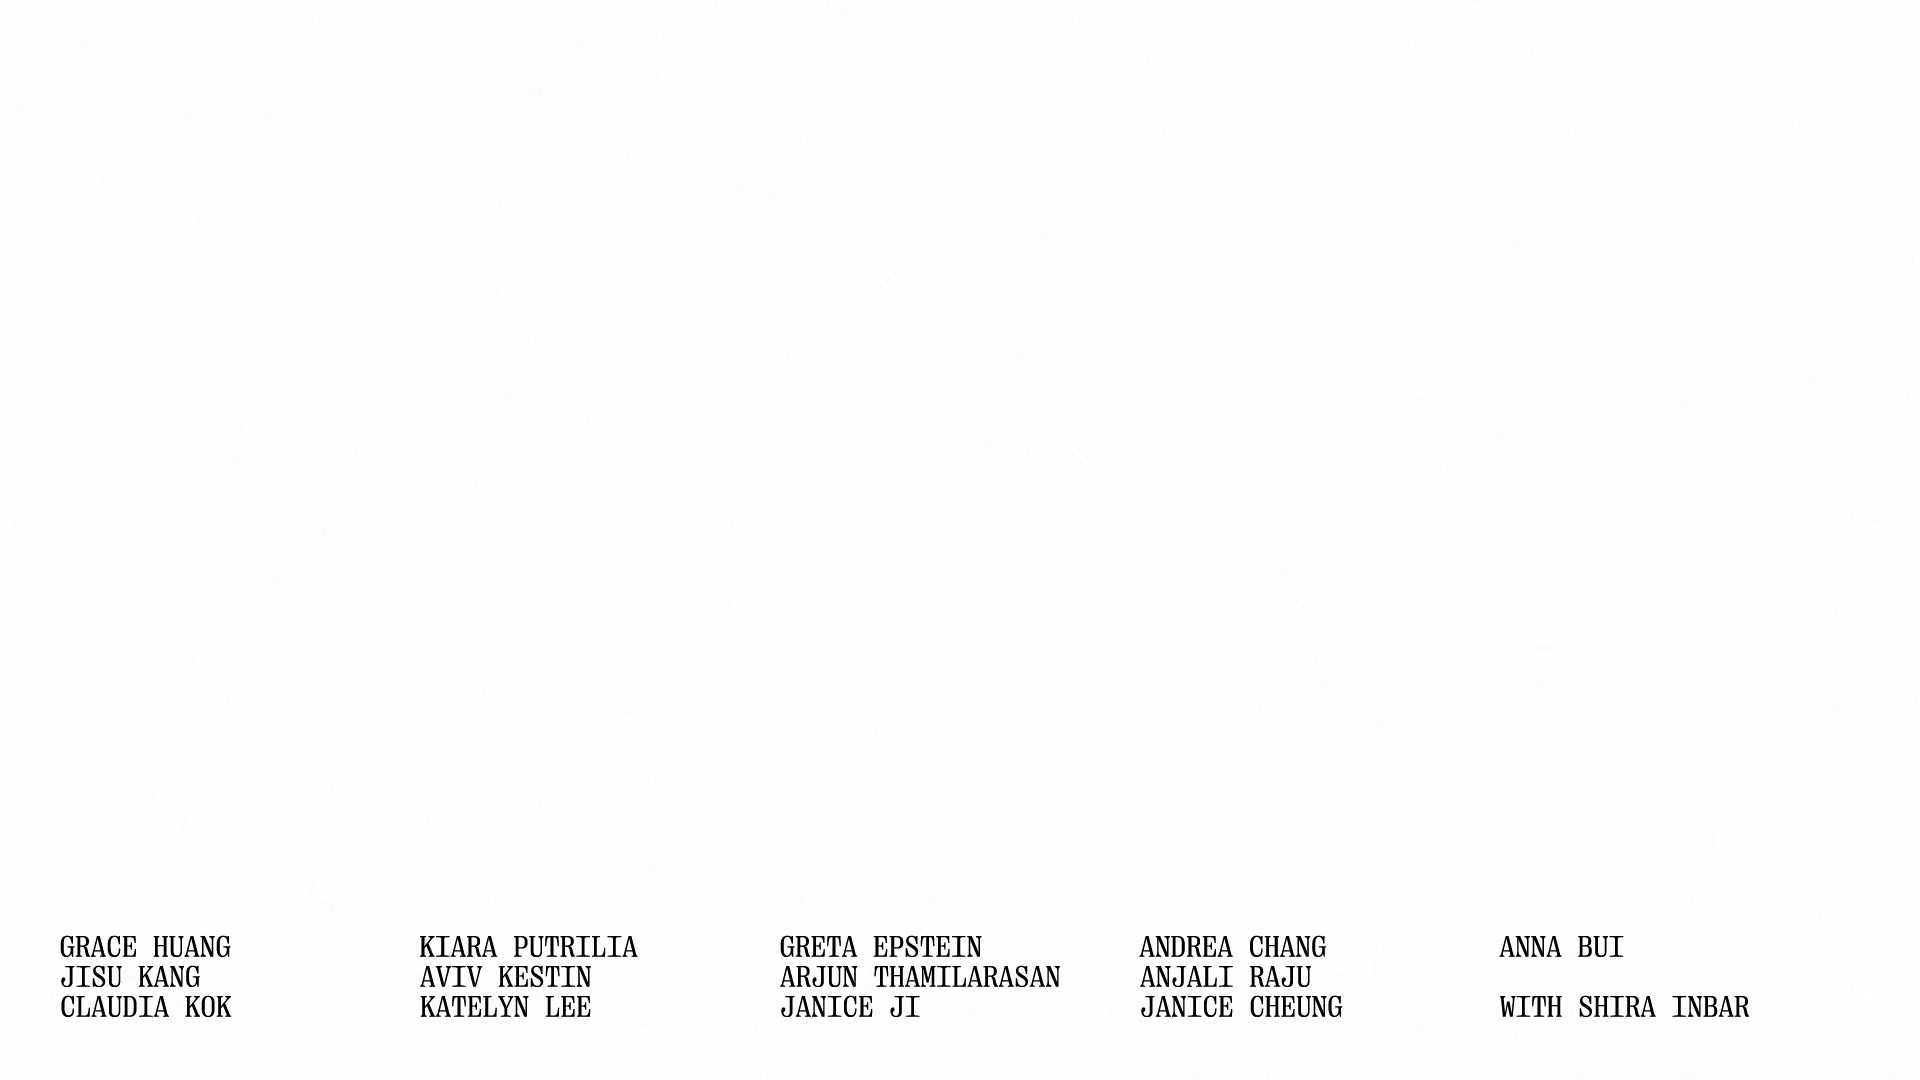 GRACE HUANG
JISU KANG
CLAUDIA KOK
KIARA PUTRILIA
AVIV KESTIN
KATELYN LEE
GRETA EPSTEIN
ARJUN THAMILARASAN
JANICE JI
ANDREA CHANG
ANJALI RAJU
JANICE CHEUNG
ANNA BUI
WITH SHIRA INBAR